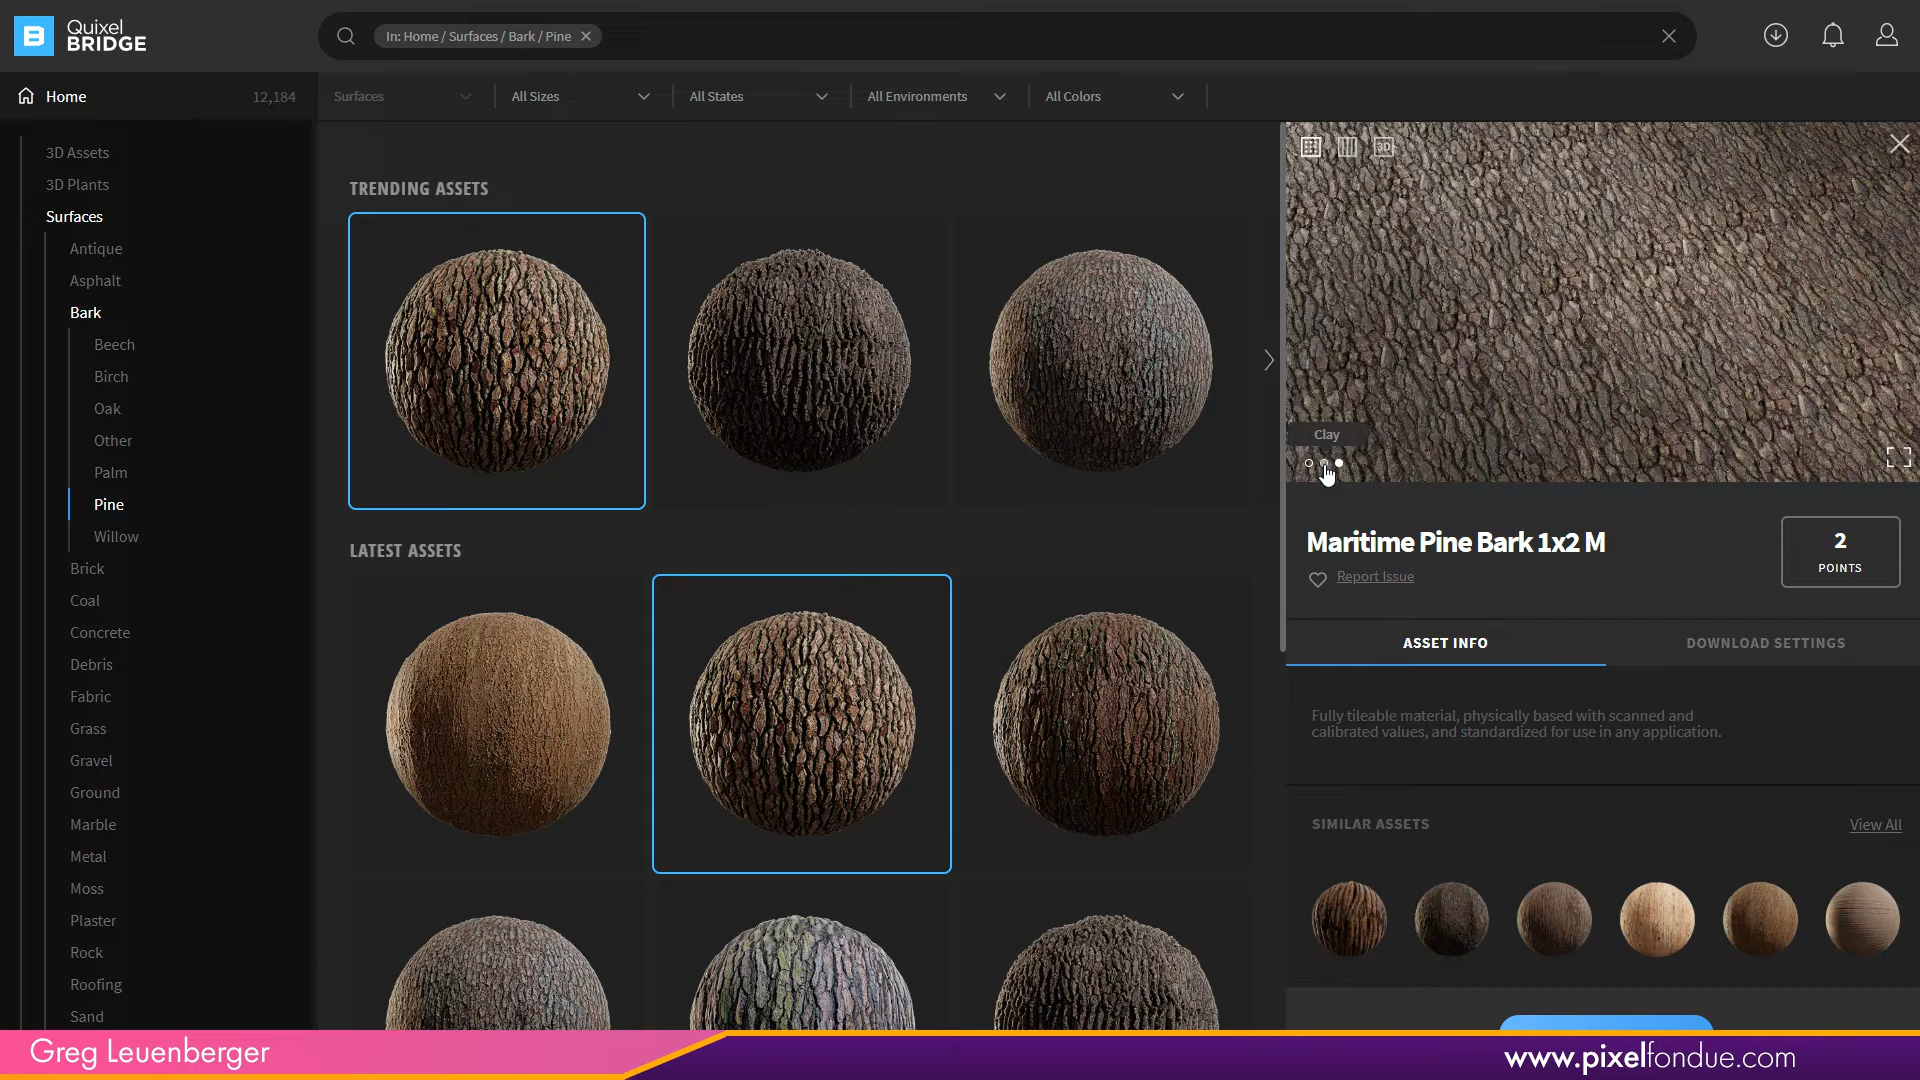 Quixel
BRIDGE
In: Home / Surfaces / Bark / Pine
Home 12,184
Surfaces All Sizes All States All Environments All Colors
3D Assets
3D Plants
Surfaces
Antique
Asphalt
Bark
Beech
Birch
Oak
Other
Palm
Pine
Willow
Brick
Coal
Concrete
Debris
Fabric
Grass
Gravel
Ground
Marble
Metal
Moss
Plaster
Rock
Roofing
Sand
TRENDING ASSETS
LATEST ASSETS
3D
Clay
Maritime Pine Bark 1x2 M
Report Issue
2
POINTS
ASSET INFO DOWNLOAD SETTINGS
Fully tileable material, physically based with scanned and
calibrated values, and standardized for use in any application.
SIMILAR ASSETS View All
Greg Leuenberger
www.pixelfondue.com